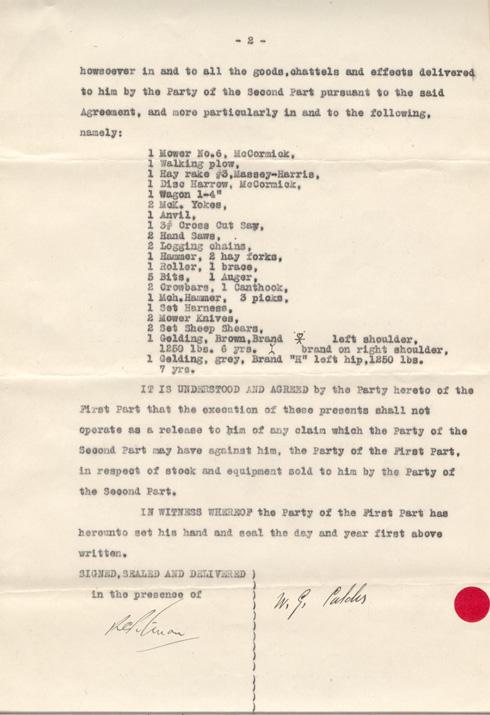 - 2 -
howsoever in and to all the goods,chattels and effects delivered
to him by the Party of the Second Part pursuant to the said
Agreement, and more particularly in and to the following,
namely:
1 Mower No.6, McCormick,
1 Walking plow,
1 Hay rake #3,Massey-Harris,
1 Disc Harrow, McCormick,
1 Wagon 1-4"
2 McK. Yokes,
1 Anvil,
1 3# Cross Cut Saw,
2 Hand Saws,
2 Logging chains,
1 Hammer, 2 hay forks,
1 Roller, 1 brace,
5 Bits, 1 Auger,
2 Crowbars, 1 Canthook,
1 Mch.Hammer, 3 picks,
1 Set Harness,
2 Mower Knives,
2 Set Sheep Shears,
1 Gelding, Brown,Brand left shoulder,
1250 lbs. 6 yrs. brand on right shoulder,
1 Gelding, grey, Brand "H" left hip,1250 lbs.
7 yrs.
IT IS UNDERSTOOD AND AGREED by the Party hereto of the
First Part that the execution of these presents shall not
operate as a release to him of any claim which the Party of the
Second Part may have against him, the Party of the First Part,
in respect of stock and equipment sold to him by the Party of
the Second Part.
IN WITNESS WHEREOF the Party of the First Part has
hereunto set his hand and seal the day and year first above
written.
SIGNED,SEALED AND DELIVERED )
in the presence of
W. G.